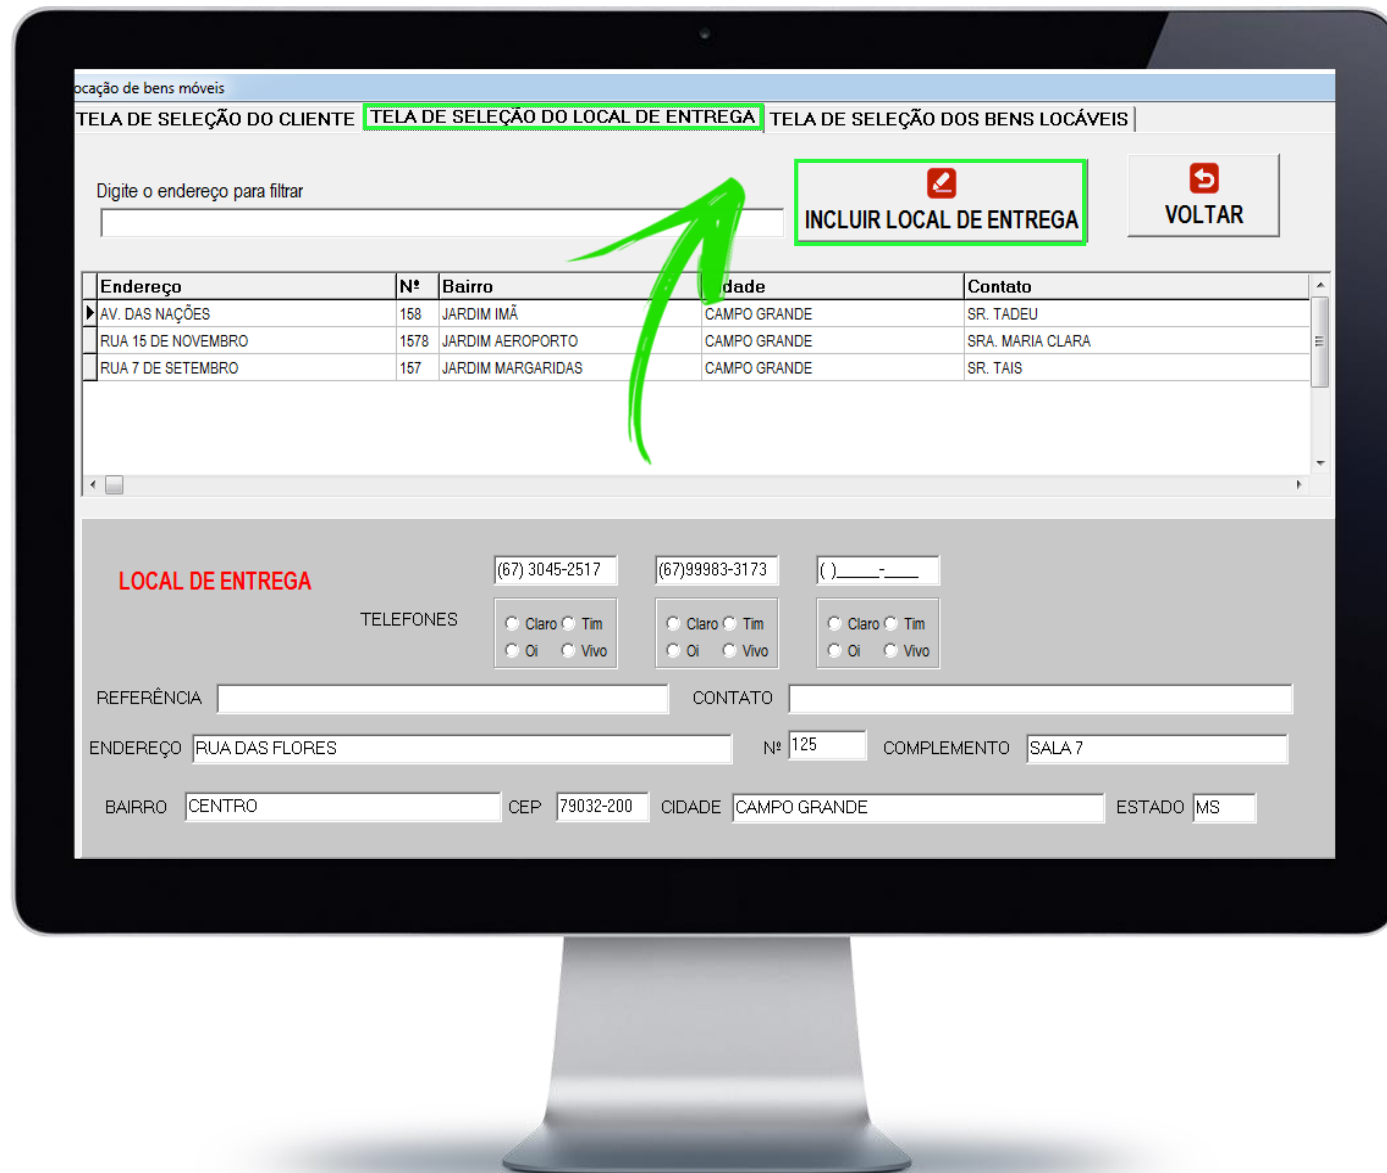 ocação de bens móveis
TELA DE SELEÇÃO DO CLIENTE TELA DE SELEÇÃO DO LOCAL DE ENTREGA TELA DE SELEÇÃO DOS BENS LOCÁVEIS
Digite o endereço para filtrar
INCLUIR LOCAL DE ENTREGA
VOLTAR
Endereço Nº Bairro dade Contato
AV. DAS NAÇÕES 158 JARDIM IMÃ CAMPO GRANDE SR. TADEU
RUA 15 DE NOVEMBRO 1578 JARDIM AEROPORTO CAMPO GRANDE SRA. MARIA CLARA
RUA 7 DE SETEMBRO 157 JARDIM MARGARIDAS CAMPO GRANDE SR. TAIS
LOCAL DE ENTREGA
(67) 3045-2517 (67)99983-3173 ( )_____-____
TELEFONES
Claro Tim Claro Tim Claro Tim
Oi Vivo Oi Vivo Oi Vivo
REFERÊNCIA CONTATO
ENDEREÇO RUA DAS FLORES Nº 125 COMPLEMENTO SALA 7
BAIRRO CENTRO CEP 79032-200 CIDADE CAMPO GRANDE ESTADO MS